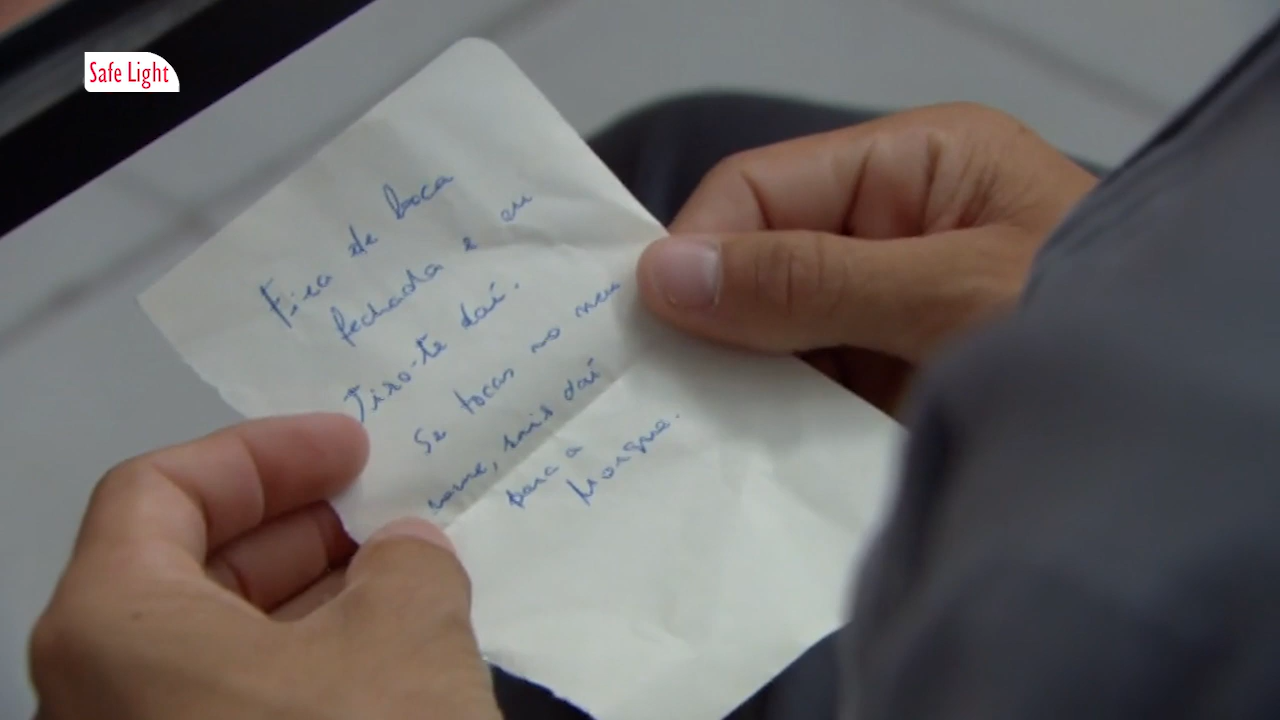 Safe Light
Fica de boca
fechada e eu
Tiro-te daí.
Se tocas no meu
nome, sais daí
para a
Morgue.